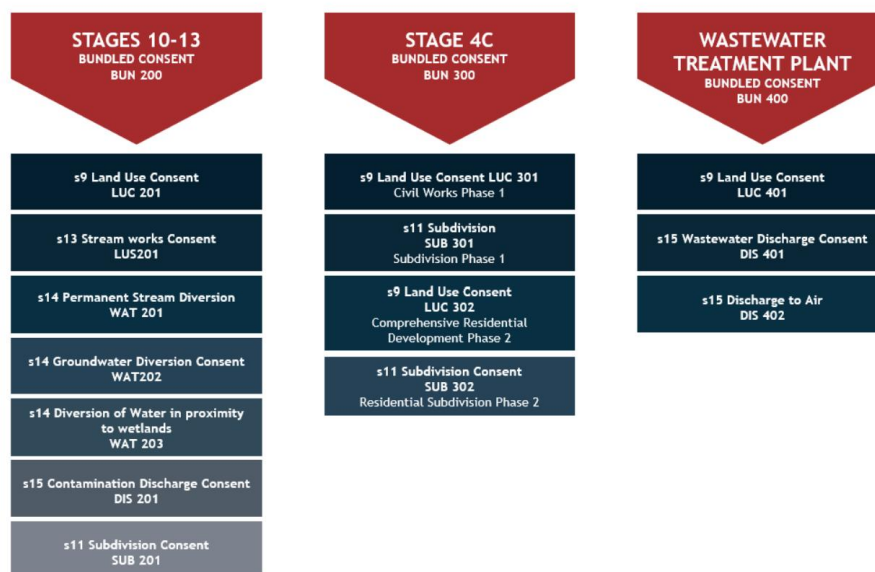 STAGES 10-13
BUNDLED CONSENT
BUN 200
s9 Land Use Consent
LUC 201
s13 Stream works Consent
LUS201
s14 Permanent Stream Diversion
WAT 201
s14 Groundwater Diversion Consent
WAT202
s14 Diversion of Water in proximity
to wetlands
WAT 203
s15 Contamination Discharge Consent
DIS 201
s11 Subdivision Consent
SUB 201
STAGE 4C
BUNDLED CONSENT
BUN 300
s9 Land Use Consent LUC 301
Civil Works Phase 1
s11 Subdivision
SUB 301
Subdivision Phase 1
s9 Land Use Consent
LUC 302
Comprehensive Residential
Development Phase 2
s11 Subdivision Consent
SUB 302
Residential Subdivision Phase 2
WASTEWATER
TREATMENT PLANT
BUNDLED CONSENT
BUN 400
s9 Land Use Consent
LUC 401
s15 Wastewater Discharge Consent
DIS 401
s15 Discharge to Air
DIS 402